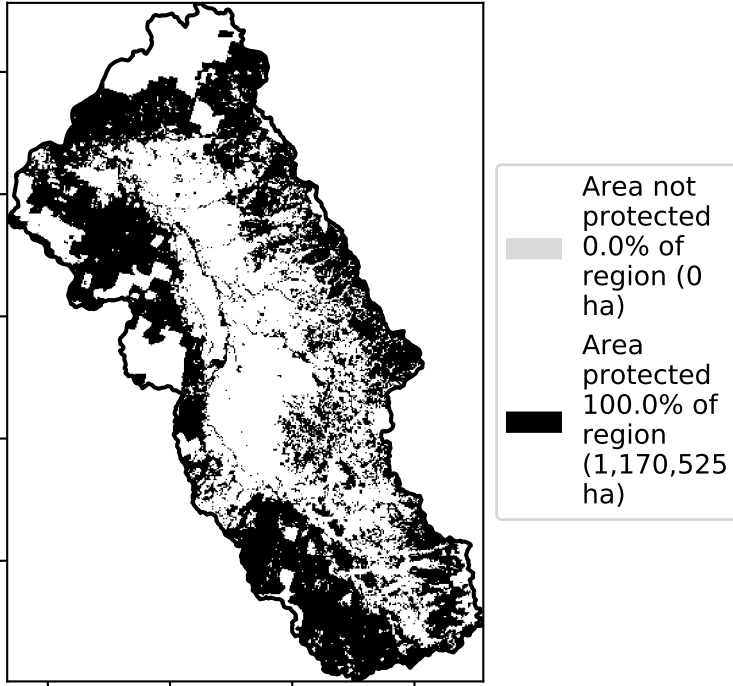 Area not
protected
0.0% of
region (0
ha)
Area
protected
100.0% of
region
(1,170,525
ha)